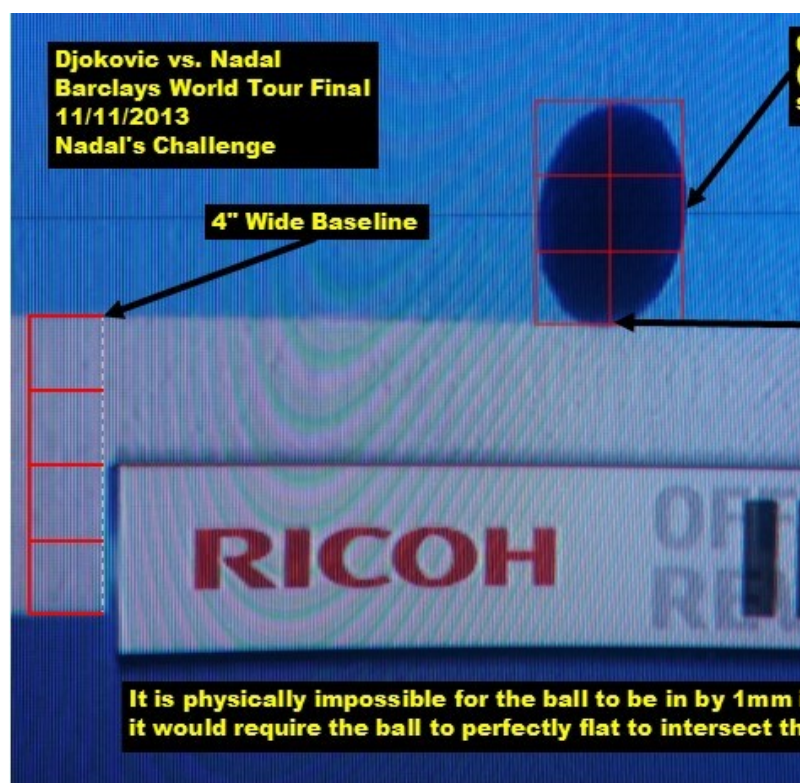 Djokovic vs. Nadal
Barclays World Tour Final
11/11/2013
Nadal's Challenge
4" Wide Baseline
RICOH
It is physically impossible for the ball to be in by 1mm
it would require the ball to perfectly flat to intersect